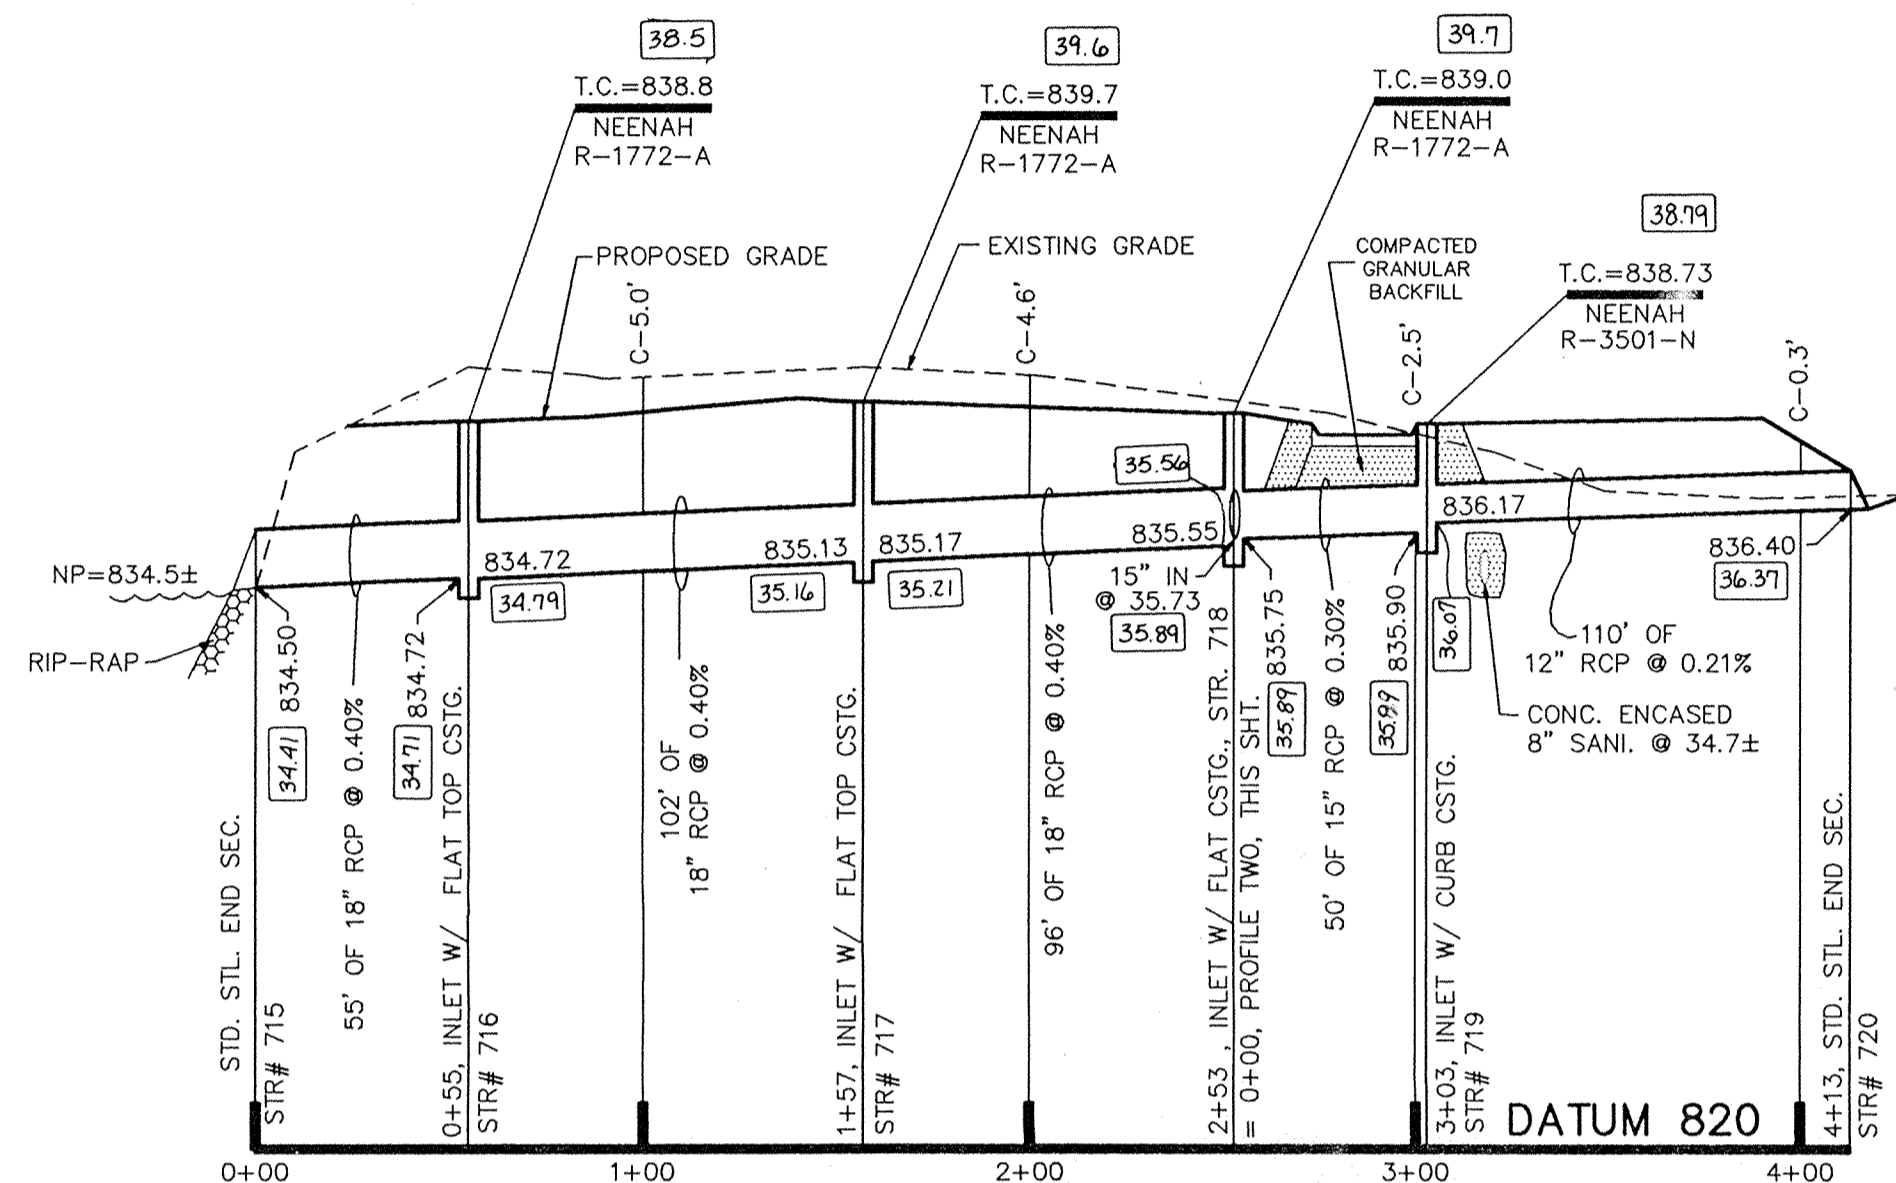 38.5
T.C.=838.8
NEENAH
R-1772-A
39.6
T.C.=839.7
NEENAH
R-1772-A
39.7
T.C.=839.0
NEENAH
R-1772-A
38.79
T.C.=838.73
NEENAH
R-3501-N
PROPOSED GRADE
EXISTING GRADE
COMPACTED
GRANULAR
BACKFILL
C-5.0'
C-4.6'
C-2.5'
C-0.3'
NP=834.5±
RIP-RAP
834.50
34.41
55' OF 18" RCP @ 0.40%
834.72
34.71
834.72
34.79
102' OF
18" RCP @ 0.40%
835.13
35.16
835.17
35.21
96' OF 18" RCP @ 0.40%
35.56
835.55
15" IN
@ 35.73
35.89
835.75
35.89
50' OF 15" RCP @ 0.30%
835.90
35.99
836.17
36.07
110' OF
12" RCP @ 0.21%
CONC. ENCASED
8" SANI. @ 34.7±
836.40
36.37
STD. STL. END SEC.
STR# 715
0+55, INLET W/ FLAT TOP CSTG.
STR# 716
1+57, INLET W/ FLAT TOP CSTG.
STR# 717
2+53 , INLET W/ FLAT CSTG., STR. 718
= 0+00, PROFILE TWO, THIS SHT.
3+03, INLET W/ CURB CSTG.
STR# 719
DATUM 820
4+13, STD. STL. END SEC.
STR# 720
0+00
1+00
2+00
3+00
4+00